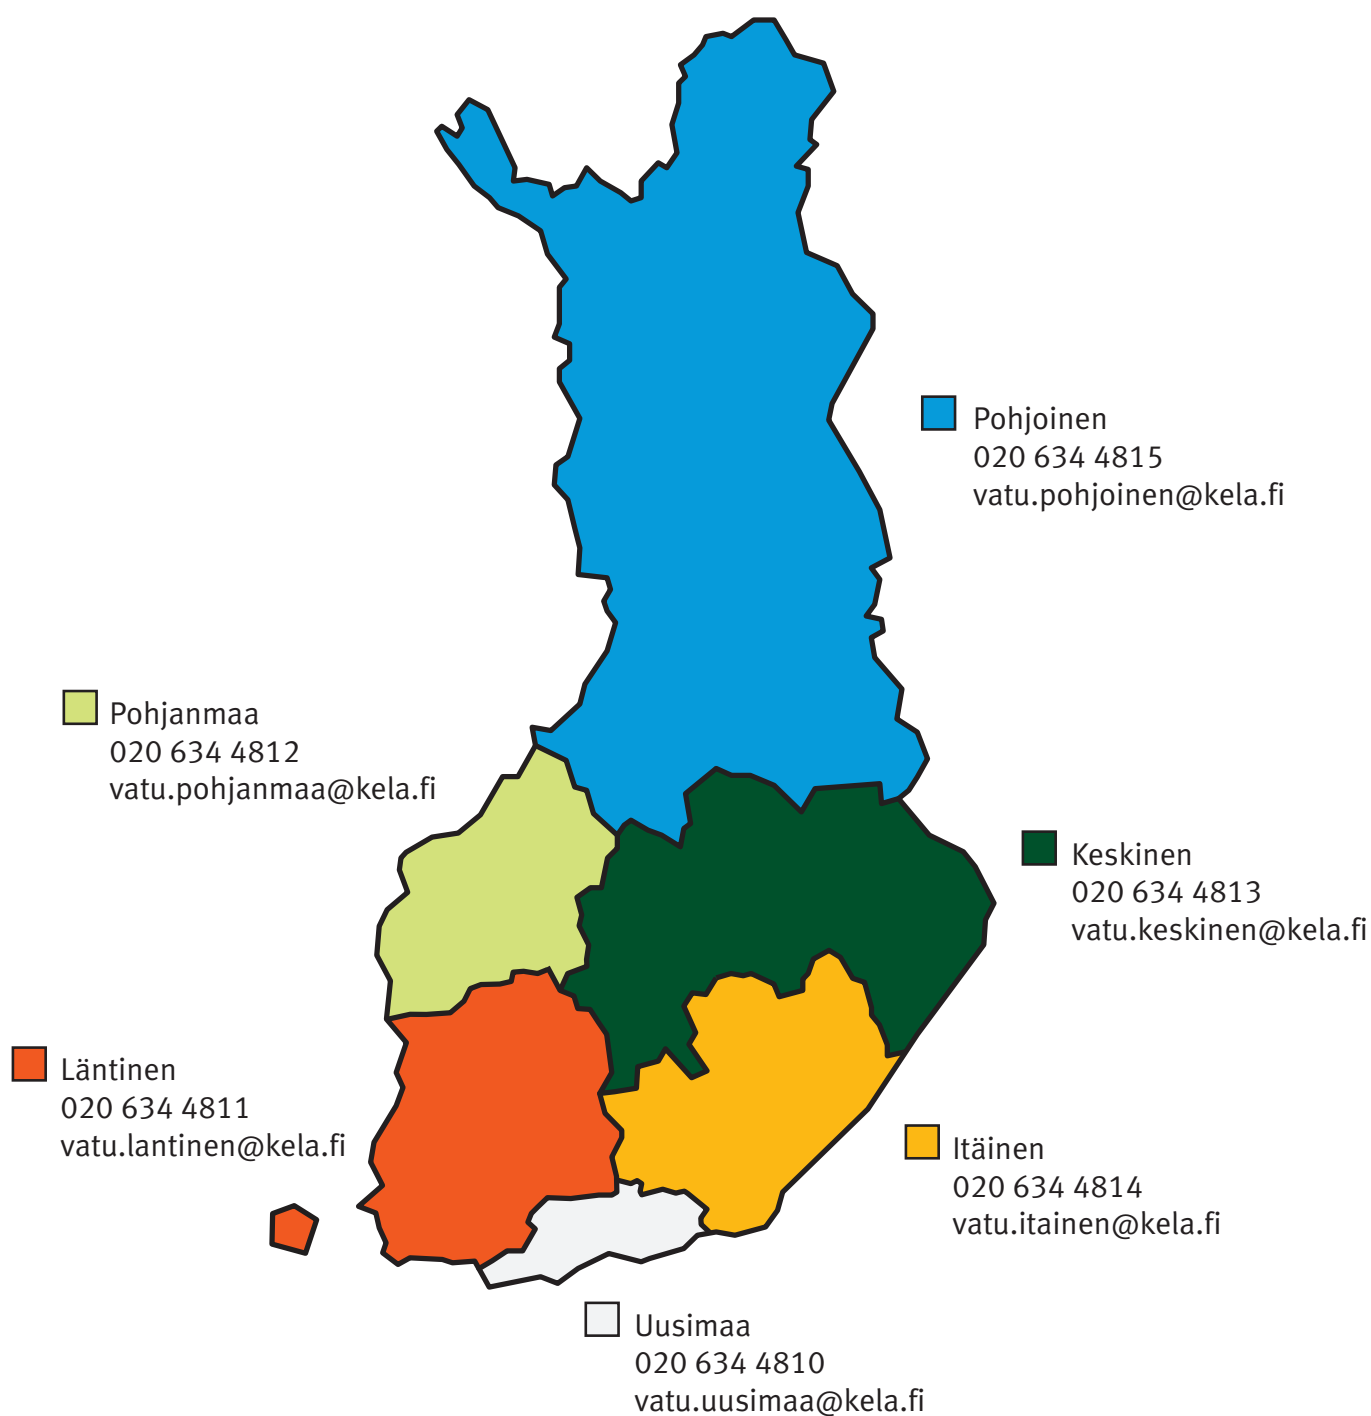 Pohjoinen
020 634 4815
vatu.pohjoinen@kela.fi
Pohjanmaa
020 634 4812
vatu.pohjanmaa@kela.fi
Keskinen
020 634 4813
vatu.keskinen@kela.fi
Läntinen
020 634 4811
vatu.lantinen@kela.fi
Itäinen
020 634 4814
vatu.itainen@kela.fi
Uusimaa
020 634 4810
vatu.uusimaa@kela.fi